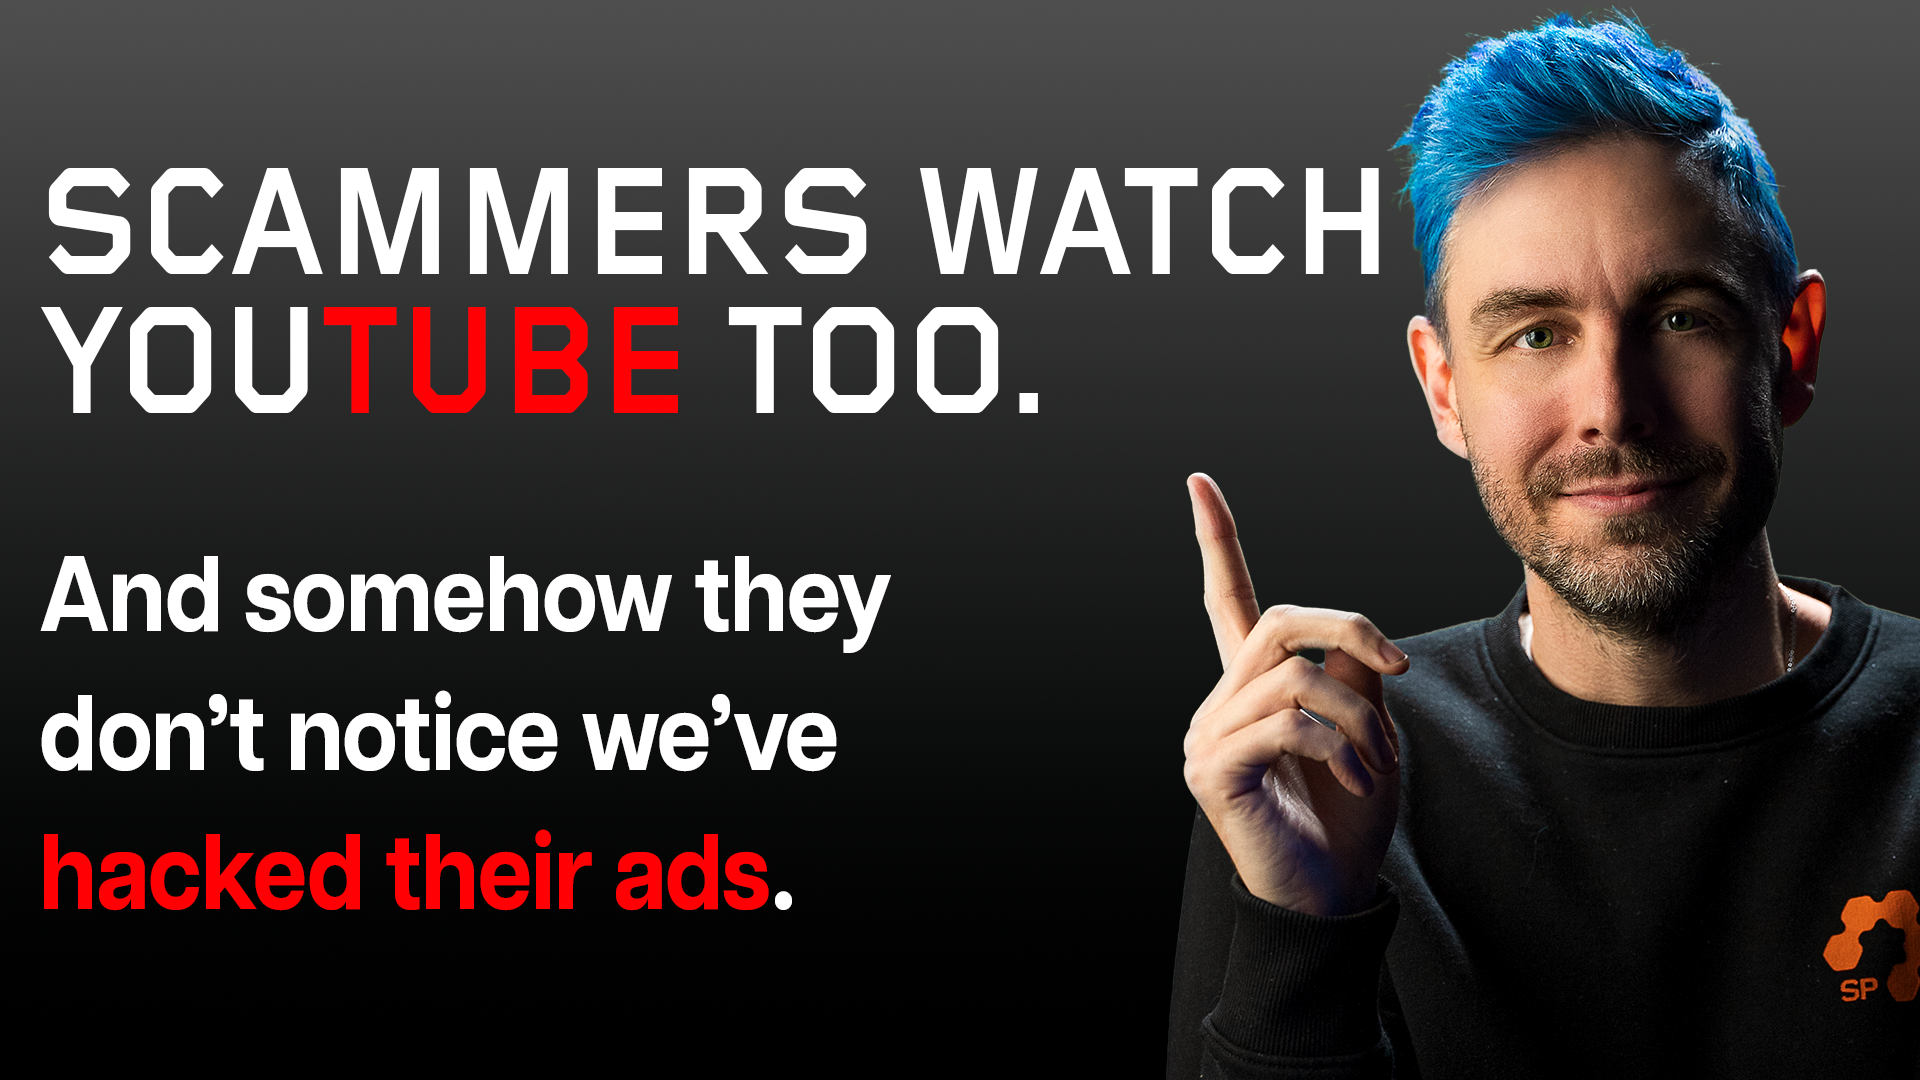 SCAMMERS WATCH
YOUTUBE TOO.
And somehow they
don’t notice we’ve
hacked their ads.
SP